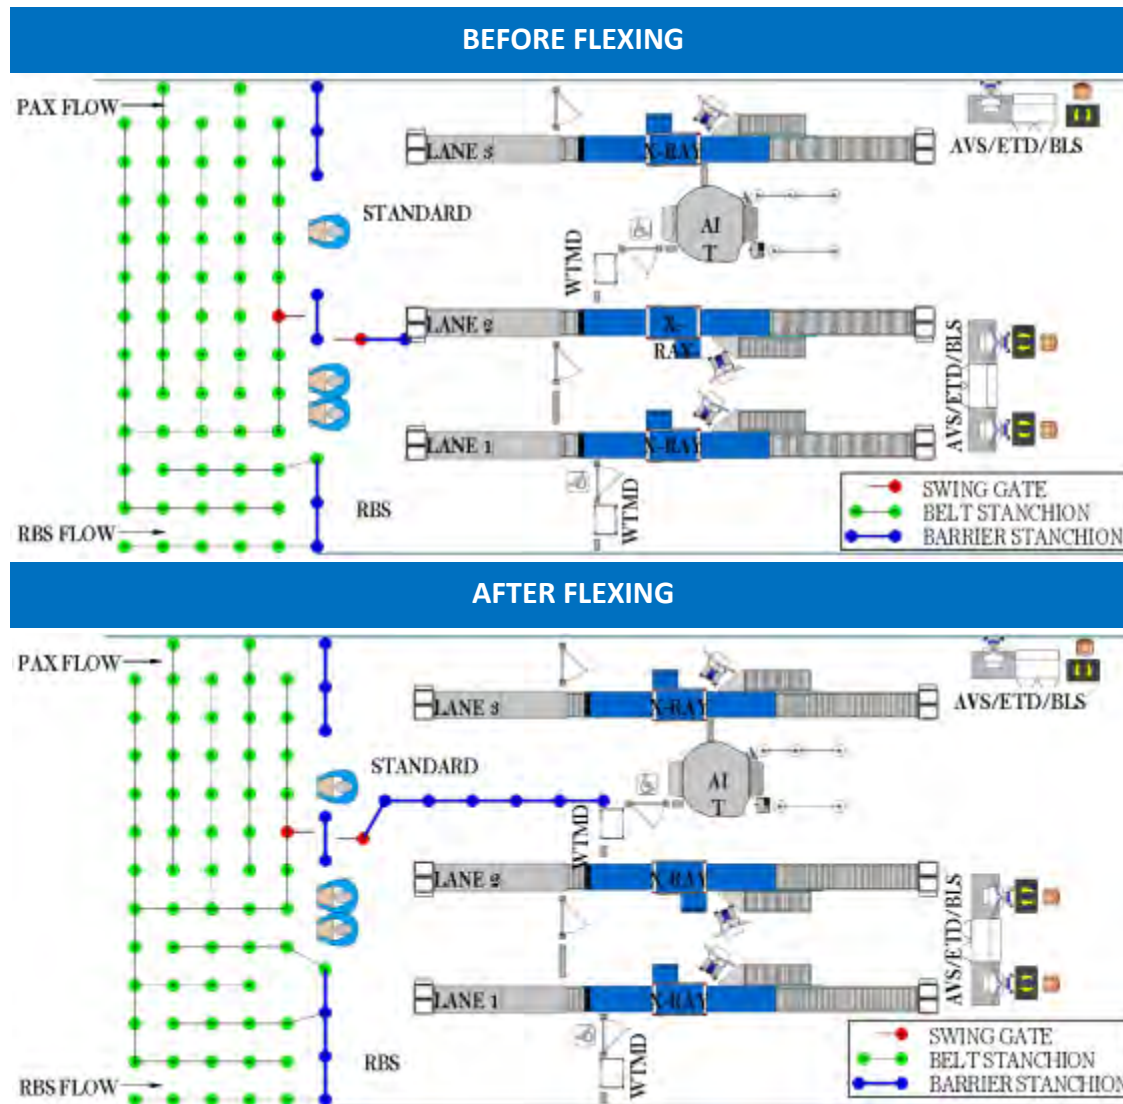 BEFORE FLEXING
PAX FLOW
LANE 3
X-RAY
AVS/ETD/BLS
STANDARD
AI
T
WTMD
LANE 2
X-
RAY
AVS/ETD/BLS
LANE 1
X-RAY
WTMD
RBS
RBS FLOW
SWING GATE
BELT STANCHION
BARRIER STANCHION
AFTER FLEXING
PAX FLOW
LANE 3
X-RAY
AVS/ETD/BLS
STANDARD
AI
T
WTMD
LANE 2
X-RAY
AVS/ETD/BLS
LANE 1
X-RAY
WTMD
RBS
RBS FLOW
SWING GATE
BELT STANCHION
BARRIER STANCHION